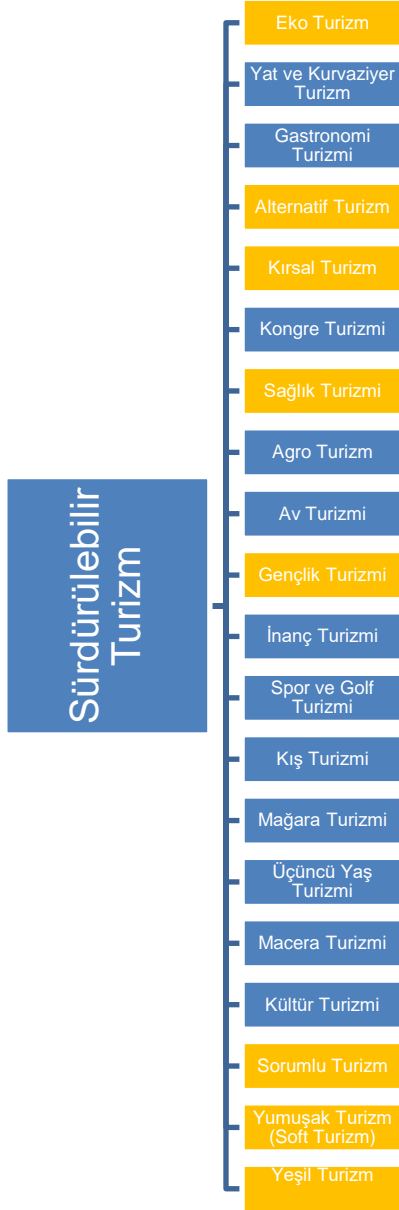 Sürdürülebilir
Turizm
Eko Turizm
Yat ve Kurvaziyer
Turizm
Gastronomi
Turizmi
Alternatif Turizm
Kırsal Turizm
Kongre Turizmi
Sağlık Turizmi
Agro Turizm
Av Turizmi
Gençlik Turizmi
İnanç Turizmi
Spor ve Golf
Turizmi
Kış Turizmi
Mağara Turizmi
Üçüncü Yaş
Turizmi
Macera Turizmi
Kültür Turizmi
Sorumlu Turizm
Yumuşak Turizm
(Soft Turizm)
Yeşil Turizm